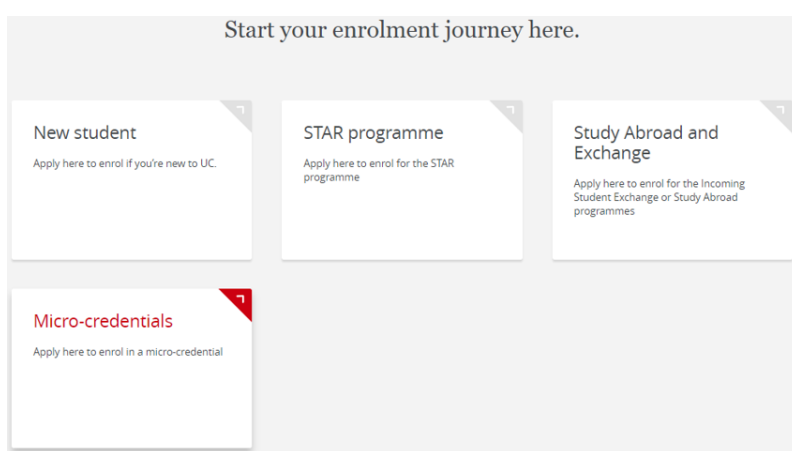 Start your enrolment journey here.
New student
Apply here to enrol if you're new to UC.
STAR programme
Apply here to enrol for the STAR
programme
Study Abroad and
Exchange
Apply here to enrol for the Incoming
Student Exchange or Study Abroad
programmes
Micro-credentials
Apply here to enrol in a micro-credential